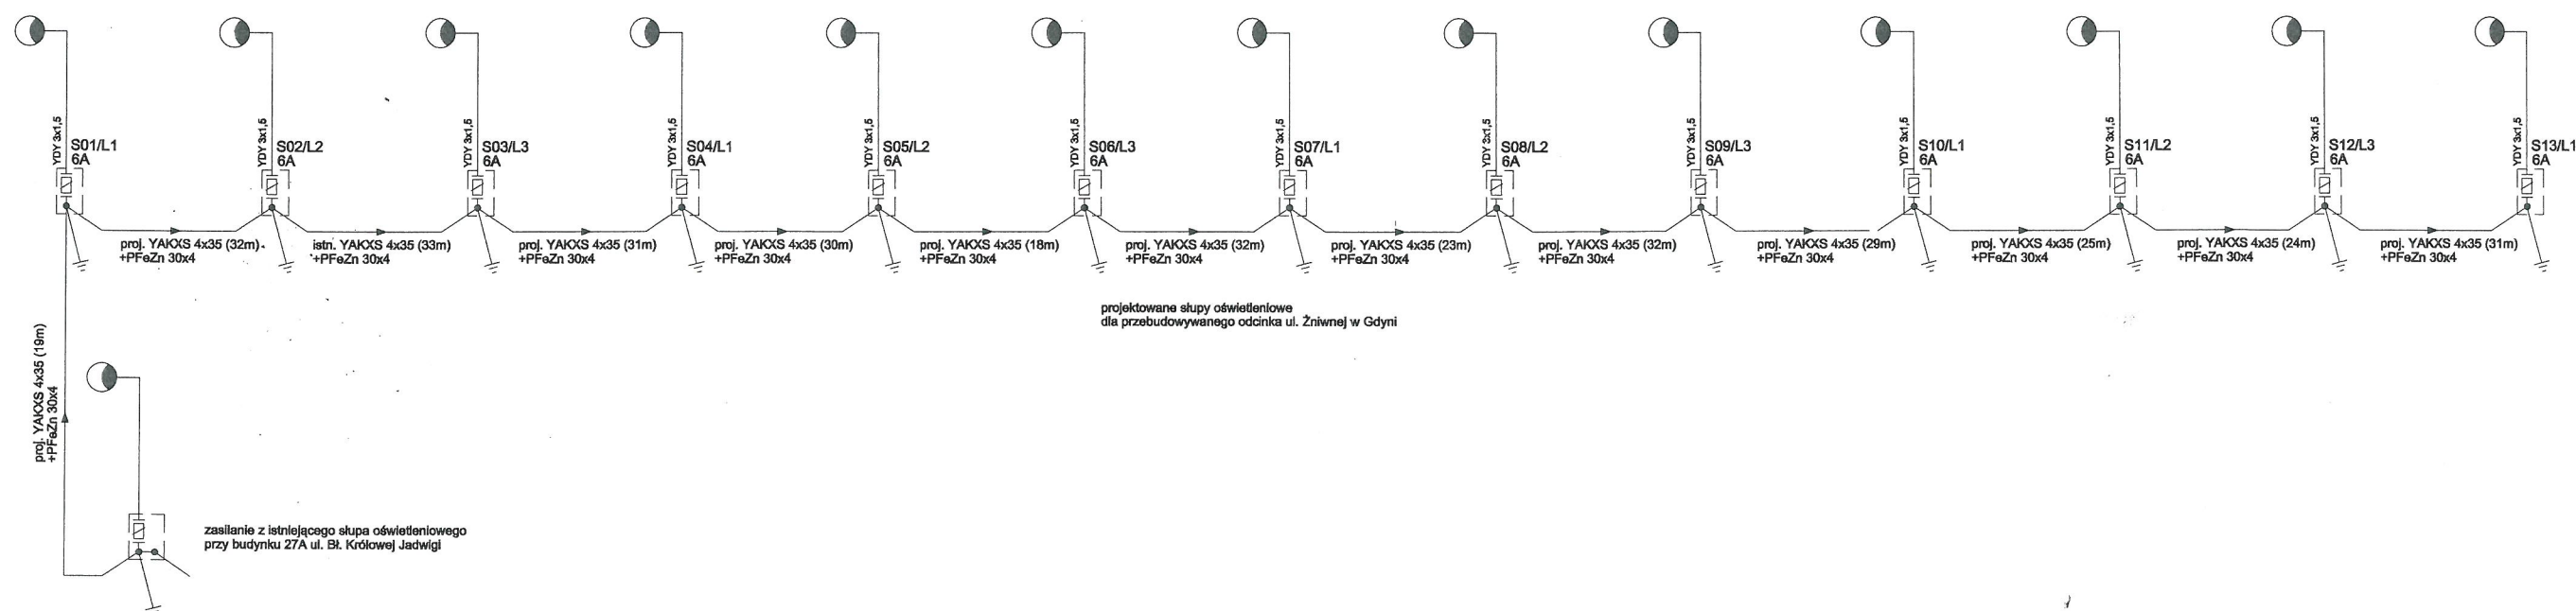 YDY 3x1,5
S01/L1
6A
YDY 3x1,5
S02/L2
6A
YDY 3x1,5
S03/L3
6A
YDY 3x1,5
S04/L1
6A
YDY 3x1,5
S05/L2
6A
YDY 3x1,5
S06/L3
6A
YDY 3x1,5
S07/L1
6A
YDY 3x1,5
S08/L2
6A
YDY 3x1,5
S09/L3
6A
YDY 3x1,5
S10/L1
6A
YDY 3x1,5
S11/L2
6A
YDY 3x1,5
S12/L3
6A
YDY 3x1,5
S13/L1
6A
proj. YAKXS 4x35 (32m)
+PFeZn 30x4
istn. YAKXS 4x35 (33m)
+PFeZn 30x4
proj. YAKXS 4x35 (31m)
+PFeZn 30x4
proj. YAKXS 4x35 (30m)
+PFeZn 30x4
proj. YAKXS 4x35 (18m)
+PFeZn 30x4
proj. YAKXS 4x35 (32m)
+PFeZn 30x4
proj. YAKXS 4x35 (23m)
+PFeZn 30x4
proj. YAKXS 4x35 (32m)
+PFeZn 30x4
proj. YAKXS 4x35 (29m)
+PFeZn 30x4
proj. YAKXS 4x35 (25m)
+PFeZn 30x4
proj. YAKXS 4x35 (24m)
+PFeZn 30x4
proj. YAKXS 4x35 (31m)
+PFeZn 30x4
projektowane słupy oświetleniowe
dla przebudowywanego odcinka ul. Żniwnej w Gdyni
proj. YAKXS 4x35 (19m)
+PFeZn 30x4
zasilanie z istniejącego słupa oświetleniowego
przy budynku 27A ul. Bł. Królowej Jadwigi